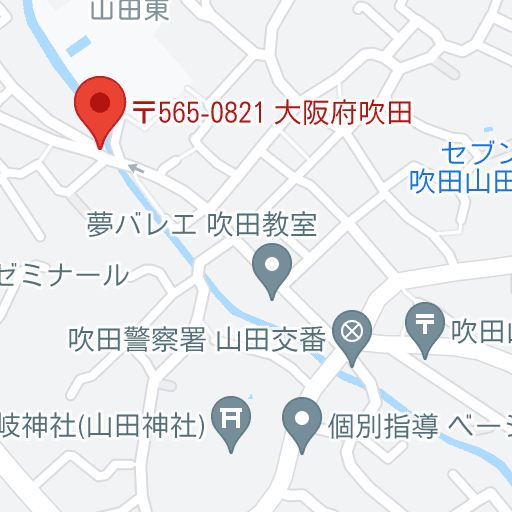 山田東
〒565-0821 大阪府吹田
セブン
吹田山田
夢バレエ 吹田教室
ゼミナール
吹田警察署 山田交番
吹田山
岐神社(山田神社)
個別指導 ベーシ